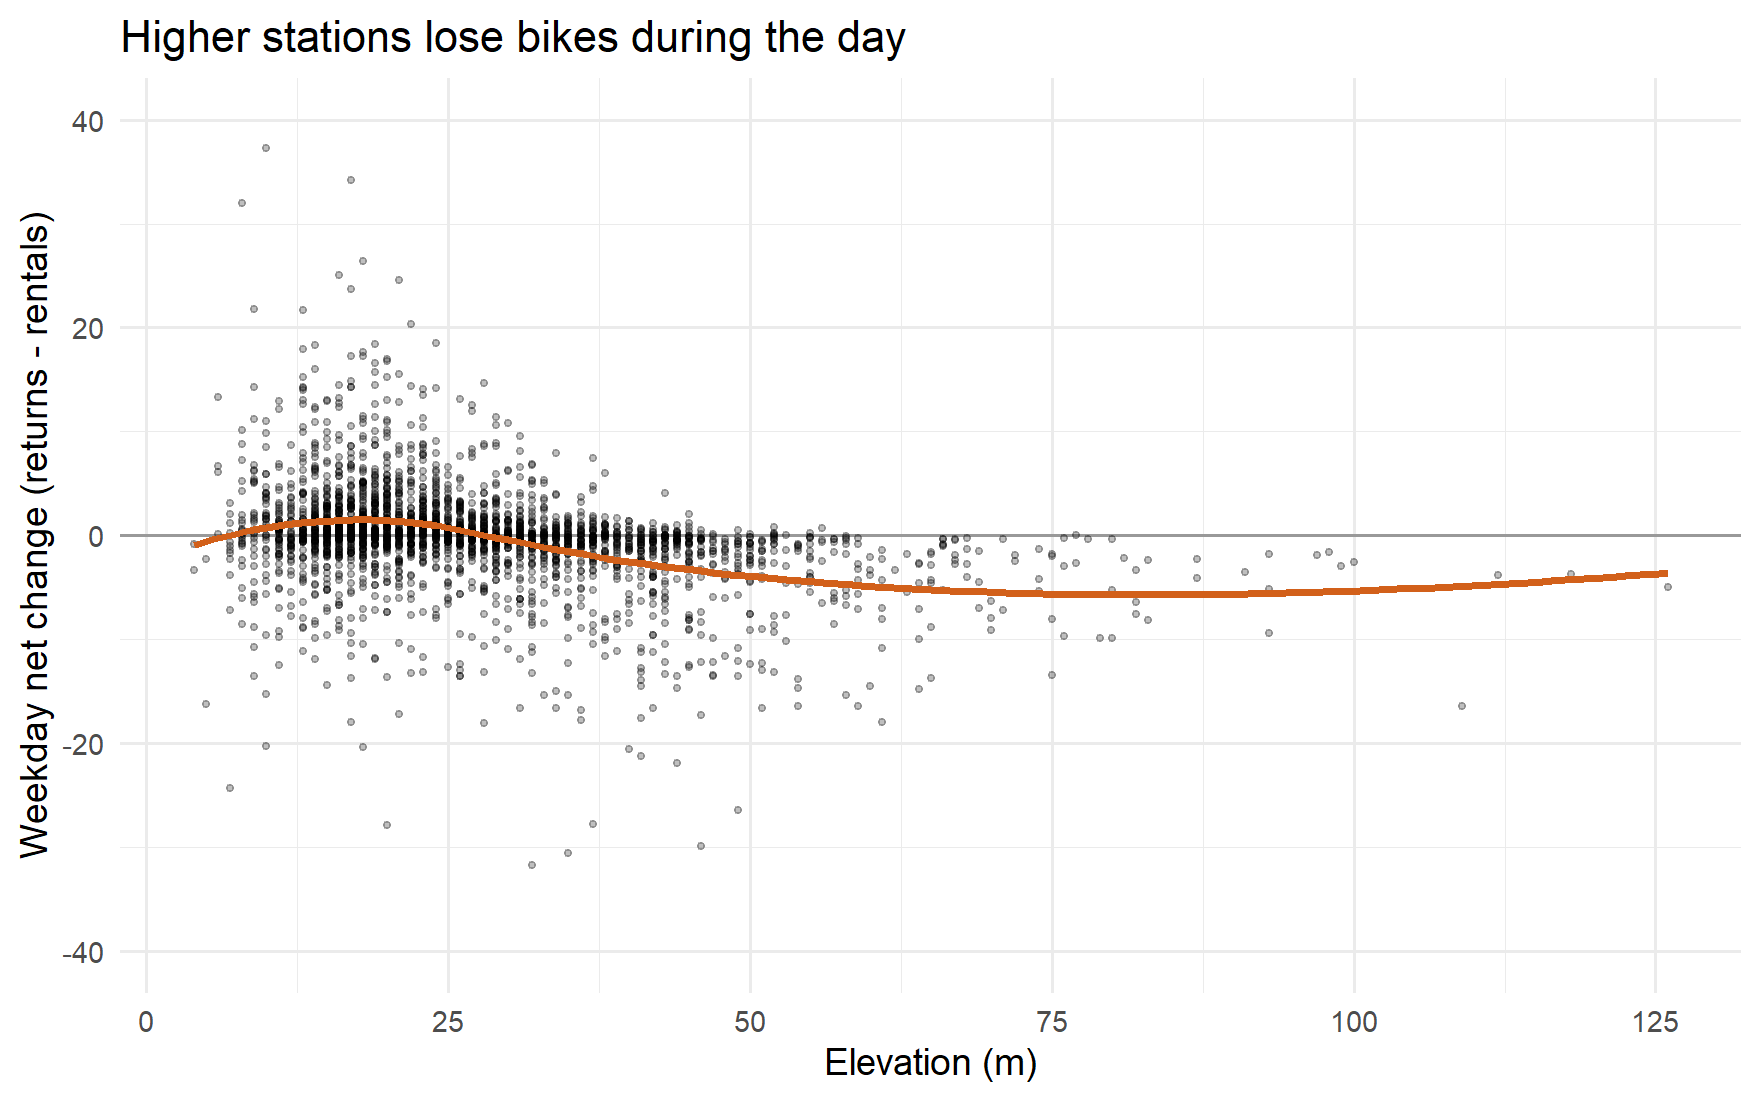 Higher stations lose bikes during the day
Weekday net change (returns - rentals)
40
20
0
-20
-40
0 25 50 75 100 125
Elevation (m)